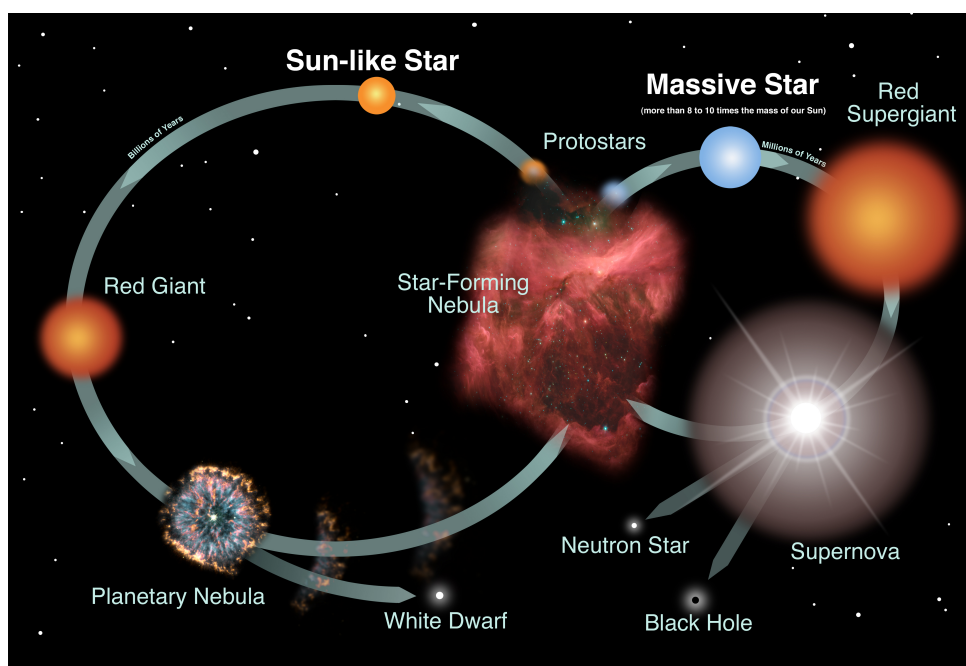 Sun-like Star
Massive Star
(more than 8 to 10 times the mass of our Sun)
Red
Supergiant
Protostars
Billions of Years
Millions of Years
Red Giant
Star-Forming
Nebula
Neutron Star
Supernova
Planetary Nebula
White Dwarf
Black Hole